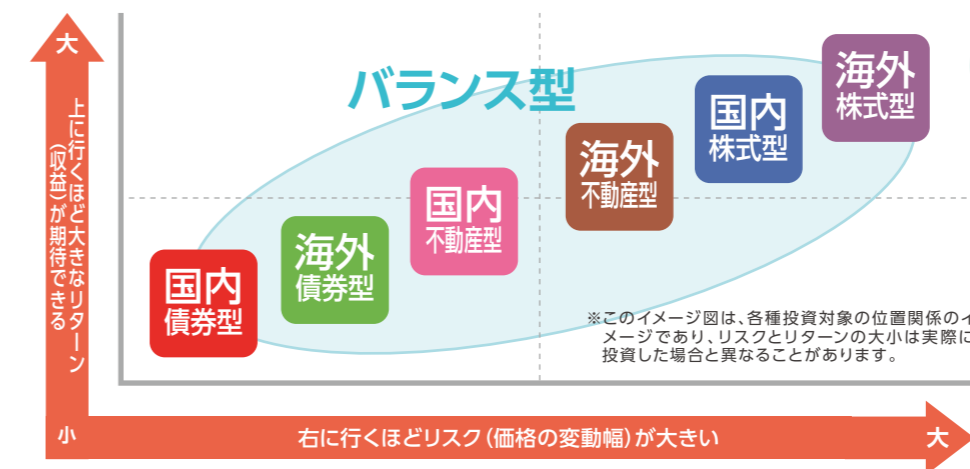 大
上に行くほど大きなリターン
（収益）が期待できる
小
バランス型
海外
株式型
国内
株式型
海外
不動産型
国内
不動産型
海外
債券型
国内
債券型
※このイメージ図は、各種投資対象の位置関係のイ
メージであり、リスクとリターンの大小は実際に
投資した場合と異なることがあります。
右に行くほどリスク（価格の変動幅）が大きい
大